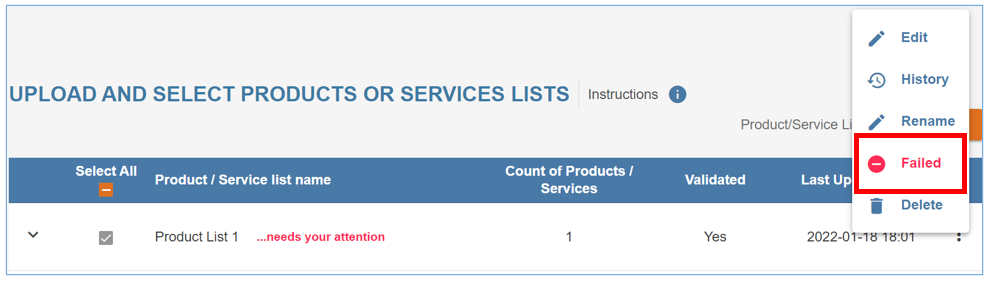 Edit
History
Rename
Failed
Delete
UPLOAD AND SELECT PRODUCTS OR SERVICES LISTS
Instructions
Product/Service Li
Select All
Product / Service list name
Count of Products /
Services
Validated
Last Up
Product List 1
...needs your attention
1
Yes
2022-01-18 18:01